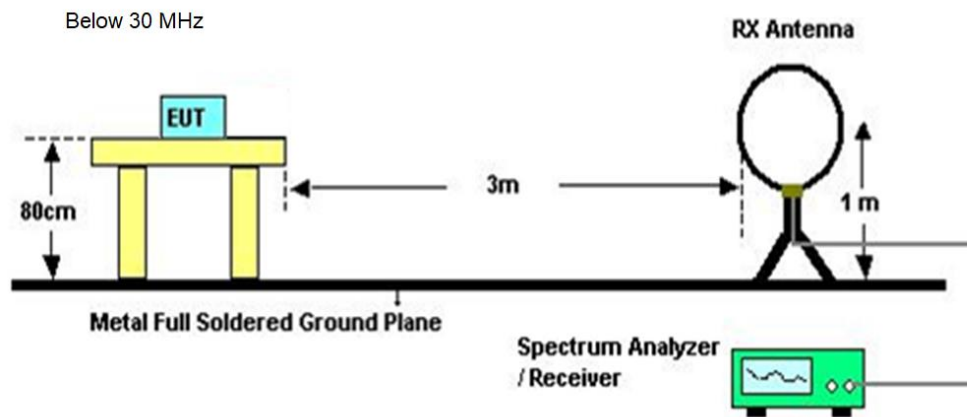 Below 30 MHz
RX Antenna
EUT
3m
80cm
1 m
Metal Full Soldered Ground Plane
Spectrum Analyzer
/ Receiver